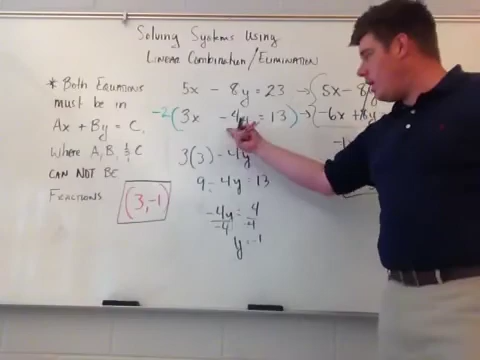 Solving Systems Using
Linear Combination/Elimination
* Both Equations
must be in
Ax + By = C,
where A, B, & C
CAN NOT BE
Fractions
(3,-1)
5x - 8y = 23 → {5x - 8y
-2(3x - 4y = 13) → {-6x + 8y
3(3) - 4y
9 - 4y = 13
-4y = 4
-4 -4
y = -1